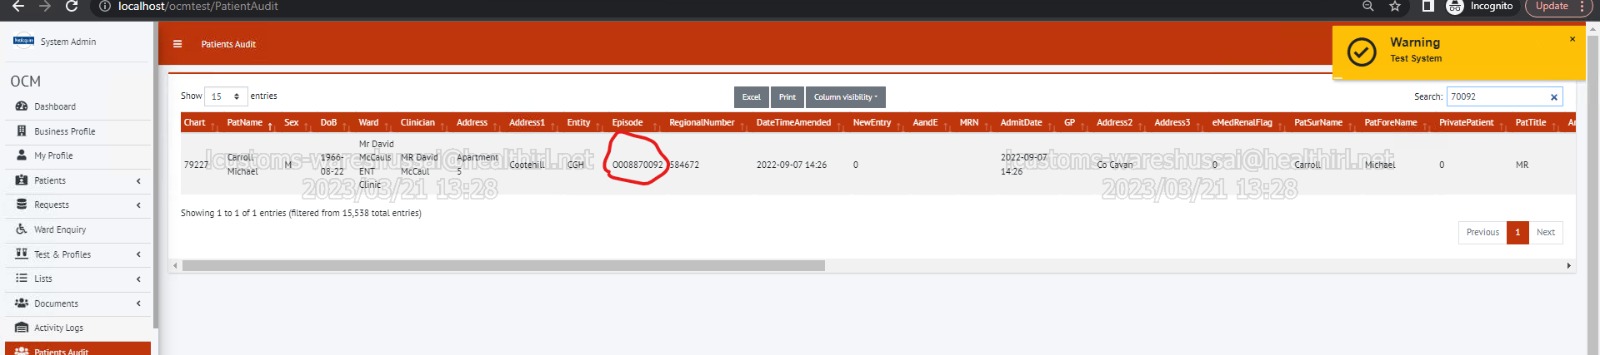 localhost/ocmtest/PatientAudit
Incognito
Update
System Admin
Patients Audit
Warning
Test System
×
OCM
Dashboard
Business Profile
My Profile
Patients
Requests
Ward Enquiry
Test & Profiles
Lists
Documents
Activity Logs
Patients Audit
Show 15 entries
Excel Print Column visibility
Search: 70092
Chart PatName Sex DoB Ward Clinician Address Address1 Entity Episode RegionalNumber DateTimeAmended NewEntry AandE MRN AdmitDate GP Address2 Address3 eMedRenalFlag PatSurName PatForeName PrivatePatient PatTitle
79227 Carroll Michael M 1966-08-22 Mr David McCauls ENT Clinic MR David McCaul Apartment 5 Cootehill CGH 0008870092 584672 2022-09-07 14:26 0 2022-09-07 14:26 Co Cavan 0 Carroll Michael 0 MR
lcustoms-wareshussai@healthirl.net
2023/03/21 13:28
lcustoms-wareshussai@healthirl.net
2023/03/21 13:28
Showing 1 to 1 of 1 entries (filtered from 15,538 total entries)
Previous 1 Next